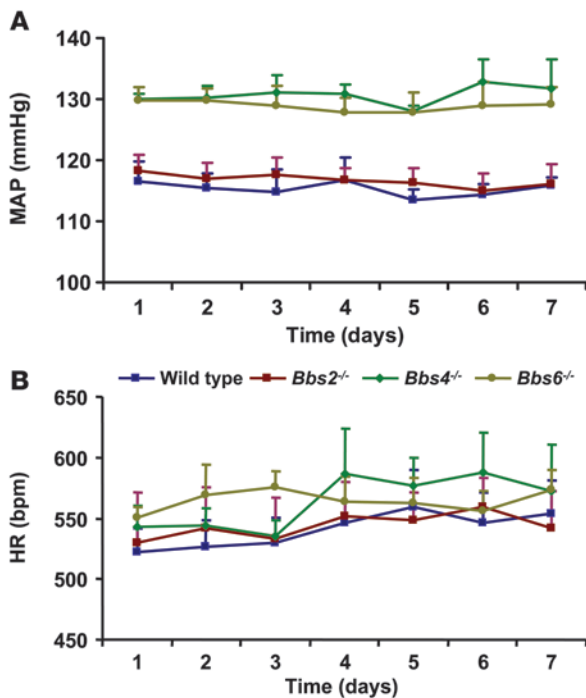 A
MAP (mmHg)
140
130
120
110
100
1 2 3 4 5 6 7
Time (days)
B
Wild type Bbs2-/- Bbs4-/- Bbs6-/-
HR (bpm)
650
600
550
500
450
1 2 3 4 5 6 7
Time (days)